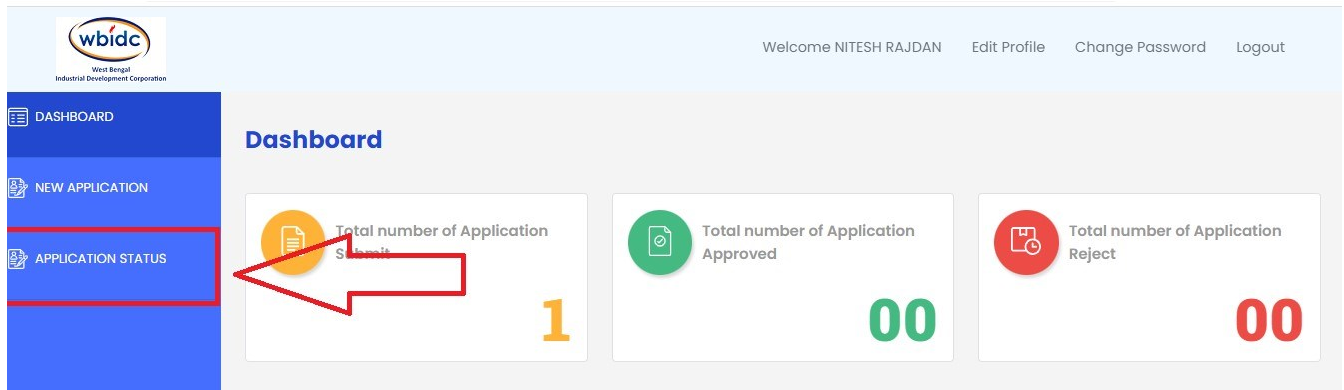 wbidc
West Bengal
Industrial Development Corporation
Welcome NITESH RAJDAN Edit Profile Change Password Logout
DASHBOARD
NEW APPLICATION
APPLICATION STATUS
Dashboard
Total number of Application
Submit
1
Total number of Application
Approved
00
Total number of Application
Reject
00